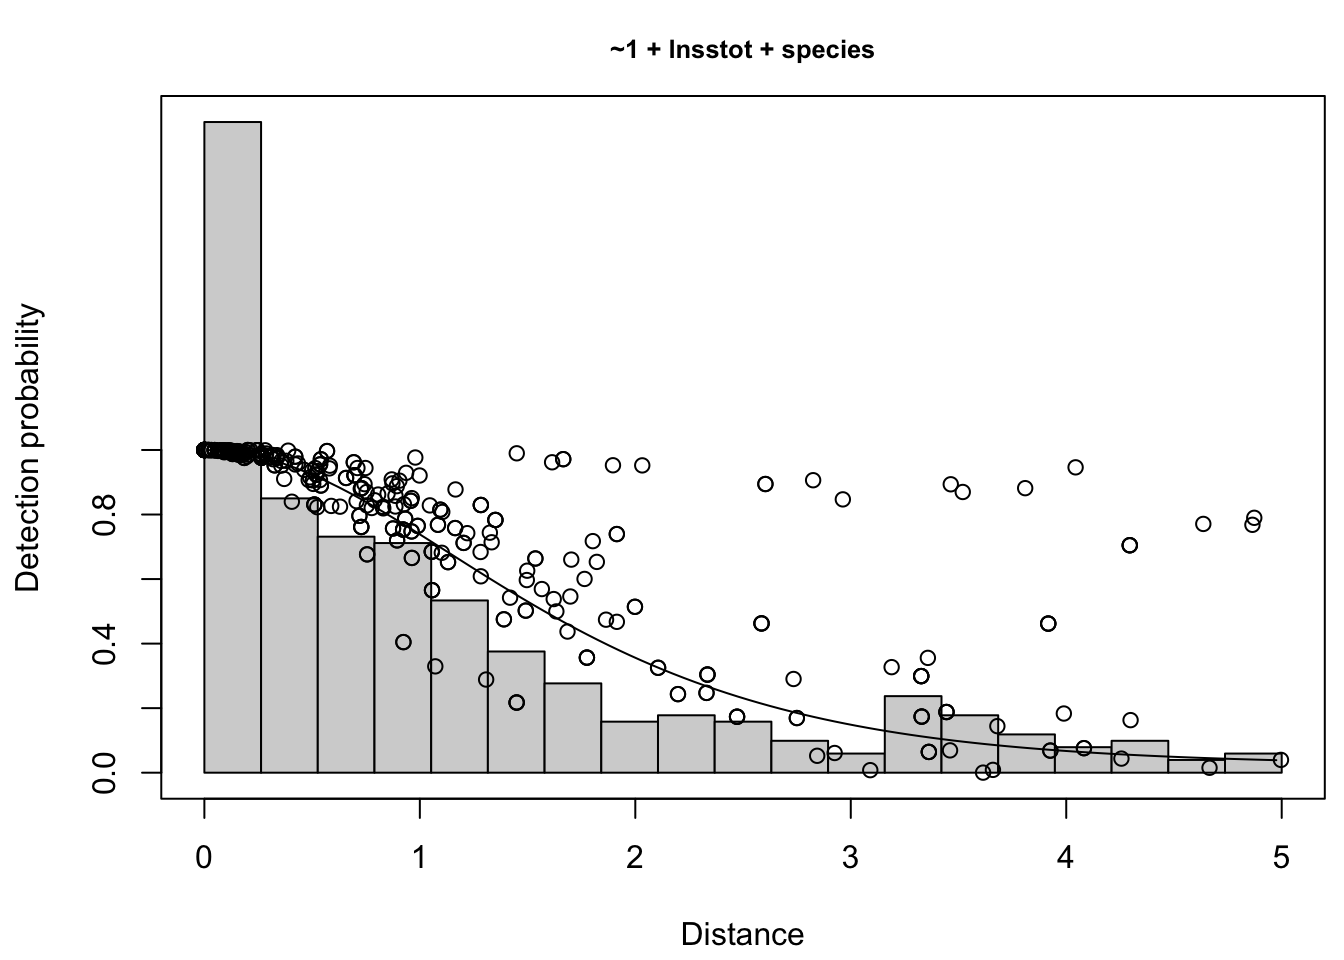 ~1 + lnsstot + species
Detection probability
0.8
0.4
0.0
0 1 2 3 4 5
Distance